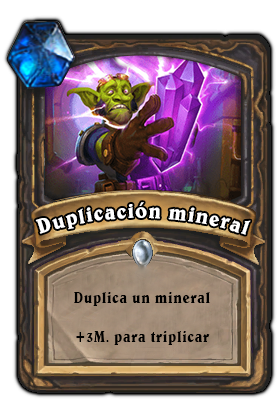 Duplicación mineral
Duplica un mineral
+3M. para triplicar